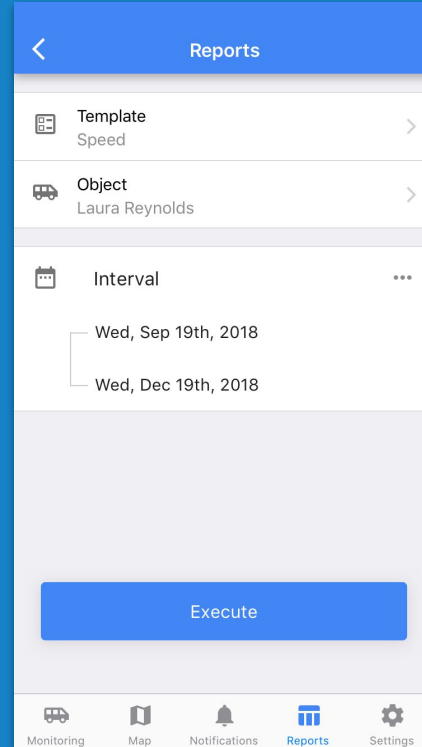 Reports
Template
Speed
Object
Laura Reynolds
Interval
Wed, Sep 19th, 2018
Wed, Dec 19th, 2018
Execute
Monitoring Map Notifications Reports Settings